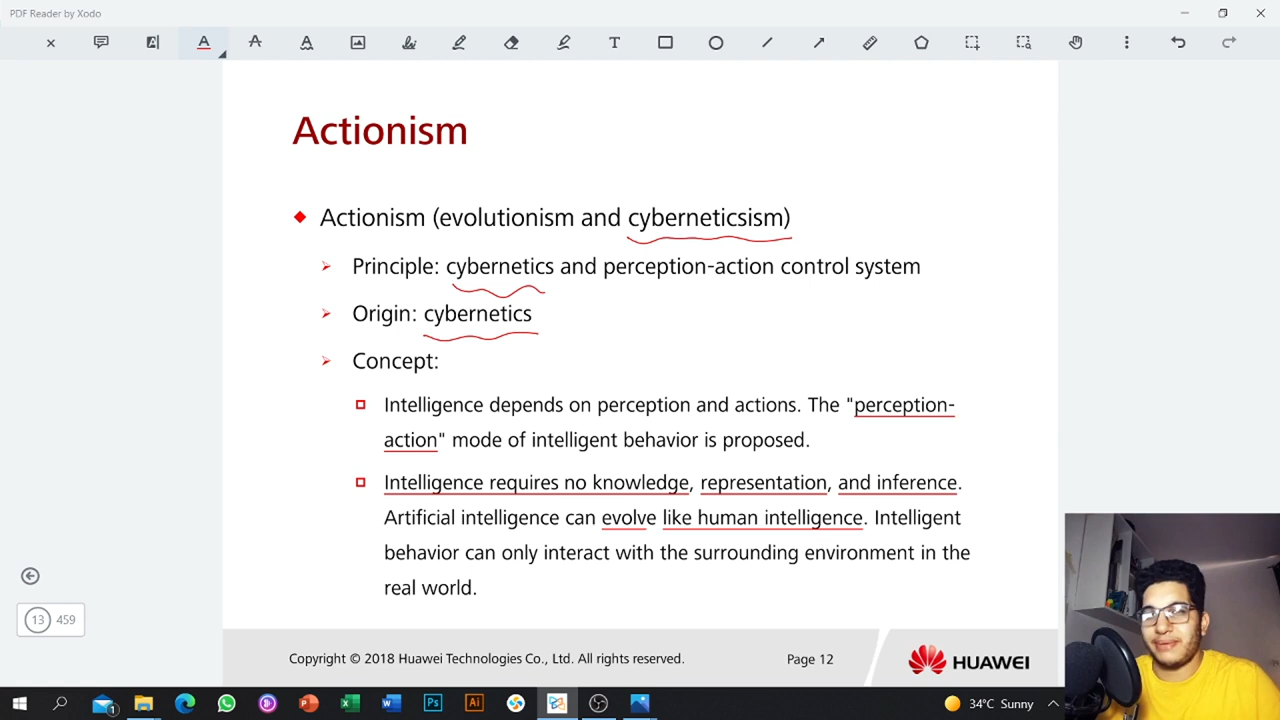 PDF Reader by Xodo
Actionism
Actionism (evolutionism and cyberneticsism)
Principle: cybernetics and perception-action control system
Origin: cybernetics
Concept:
Intelligence depends on perception and actions. The "perception-
action" mode of intelligent behavior is proposed.
Intelligence requires no knowledge, representation, and inference.
Artificial intelligence can evolve like human intelligence. Intelligent
behavior can only interact with the surrounding environment in the
real world.
13 459
Copyright © 2018 Huawei Technologies Co., Ltd. All rights reserved.
Page 12
HUAWEI
34°C Sunny